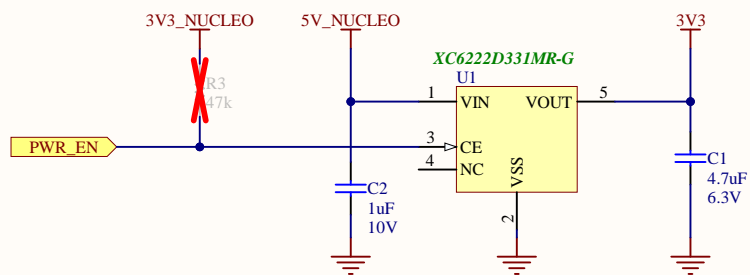 3V3_NUCLEO
5V_NUCLEO
3V3
XC6222D331MR-G
U1
R3
47k
1
VIN
VOUT
5
PWR_EN
3
CE
4
NC
VSS
2
C2
1uF
10V
C1
4.7uF
6.3V